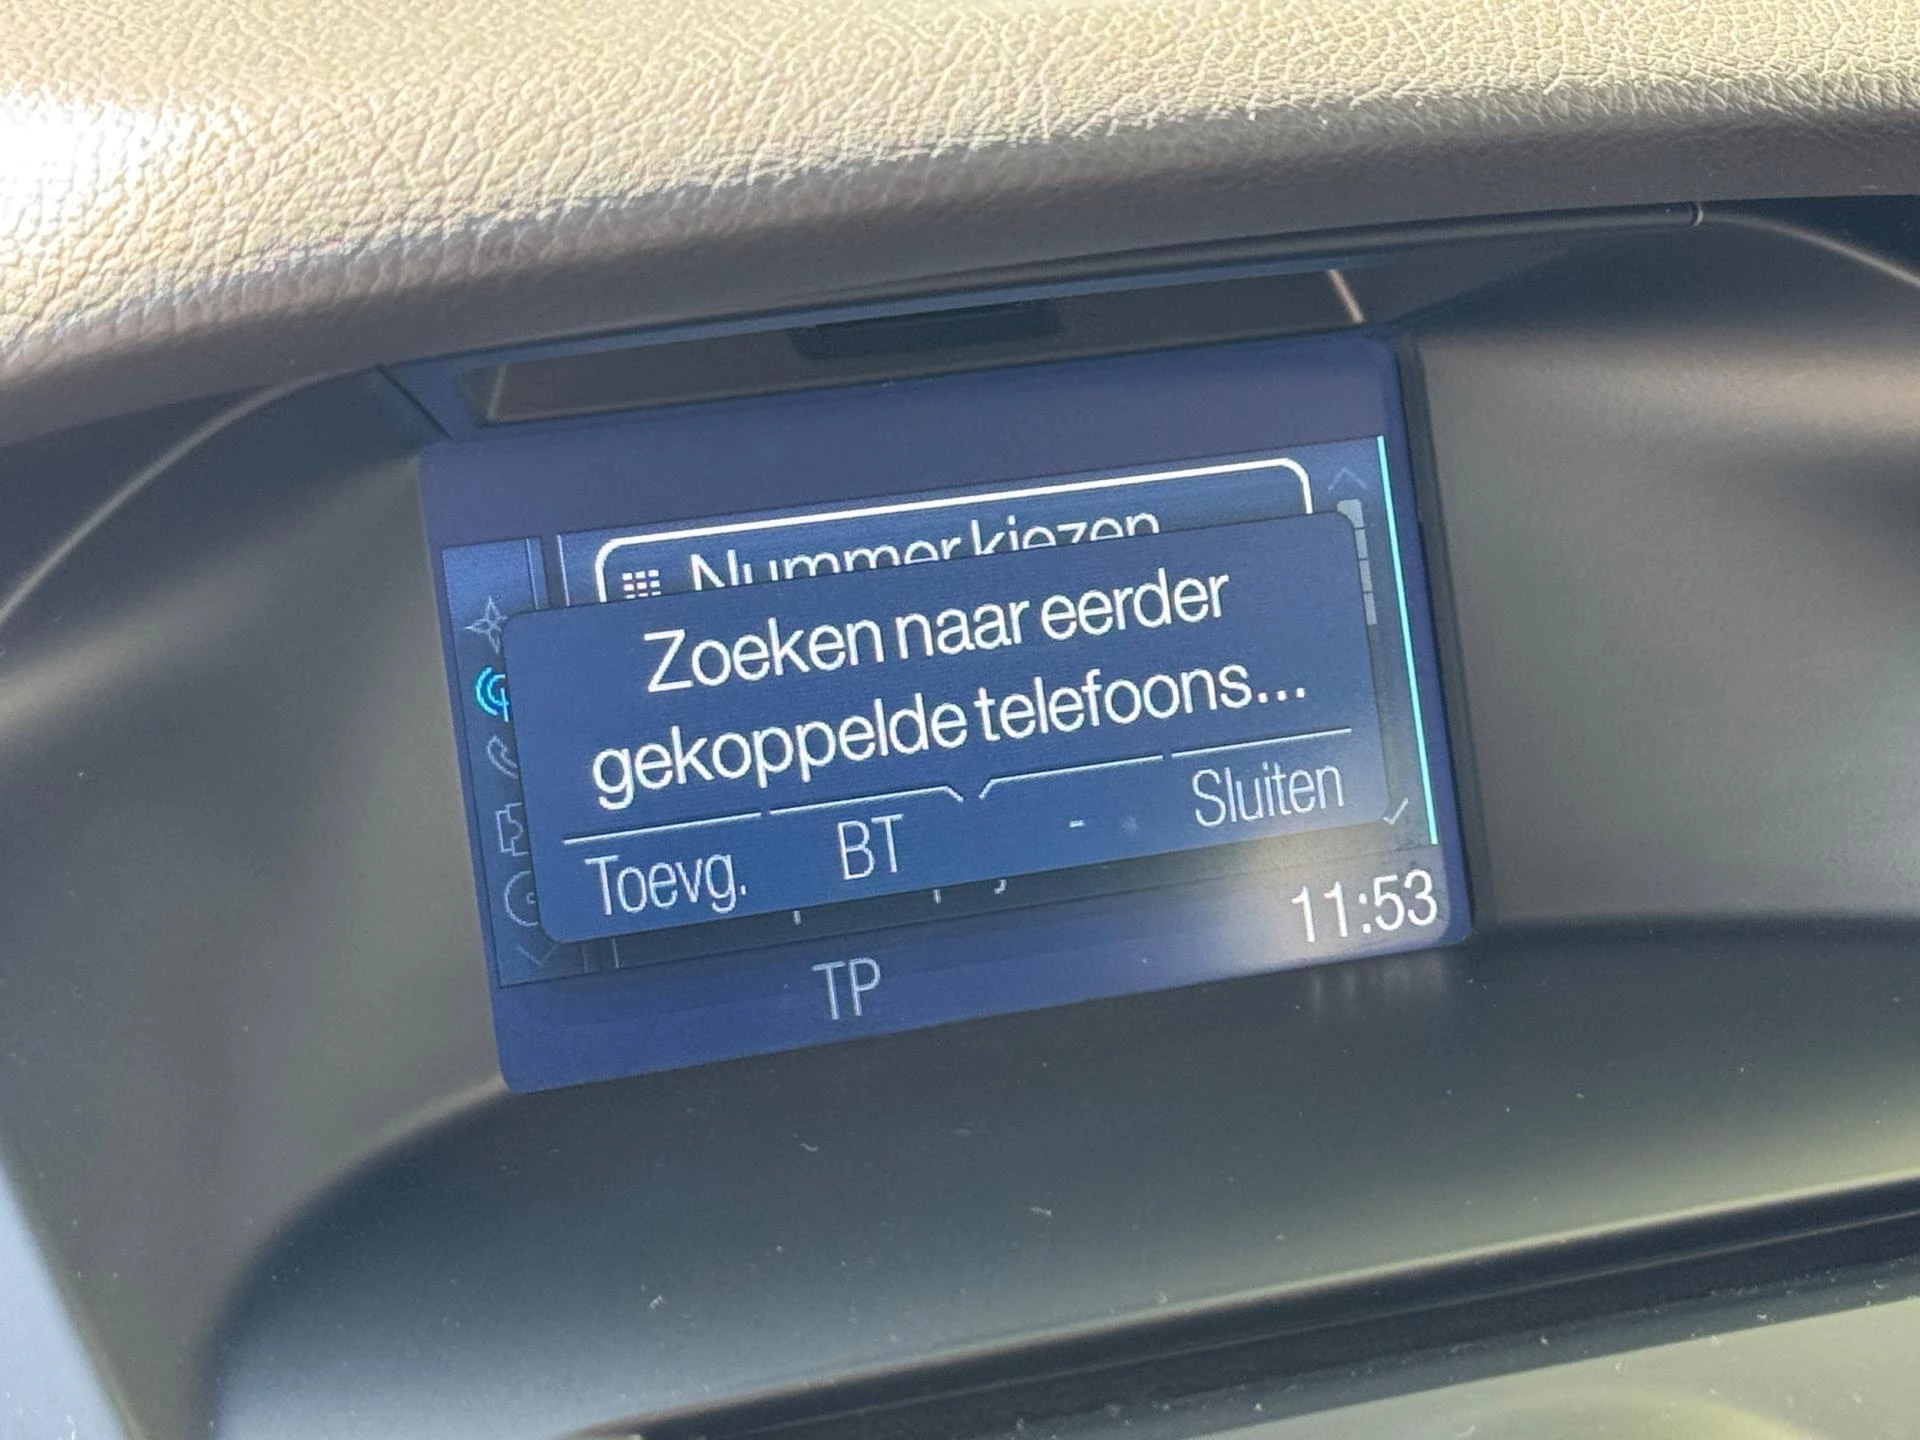 Nummer kiezen
Zoeken naar eerder
gekoppelde telefoons...
Toevg. BT - Sluiten
11:53
TP